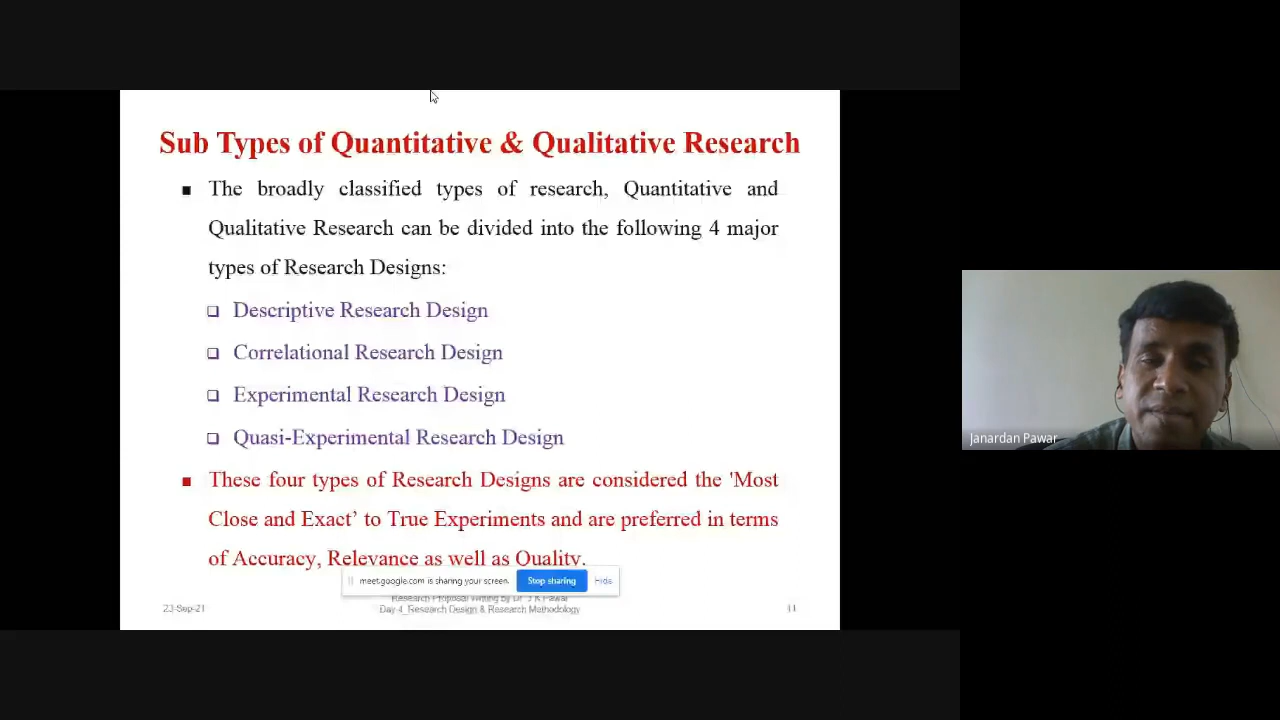 Sub Types of Quantitative & Qualitative Research
The broadly classified types of research, Quantitative and
Qualitative Research can be divided into the following 4 major
types of Research Designs:
Descriptive Research Design
Correlational Research Design
Experimental Research Design
Quasi-Experimental Research Design
These four types of Research Designs are considered the 'Most
Close and Exact’ to True Experiments and are preferred in terms
of Accuracy, Relevance as well as Quality.
meet.google.com is sharing your screen. Stop sharing Hide
Research Proposal Writing by Dr. J K Pawar
23-Sep-21 Day 4_Research Design & Research Methodology 11
Janardan Pawar